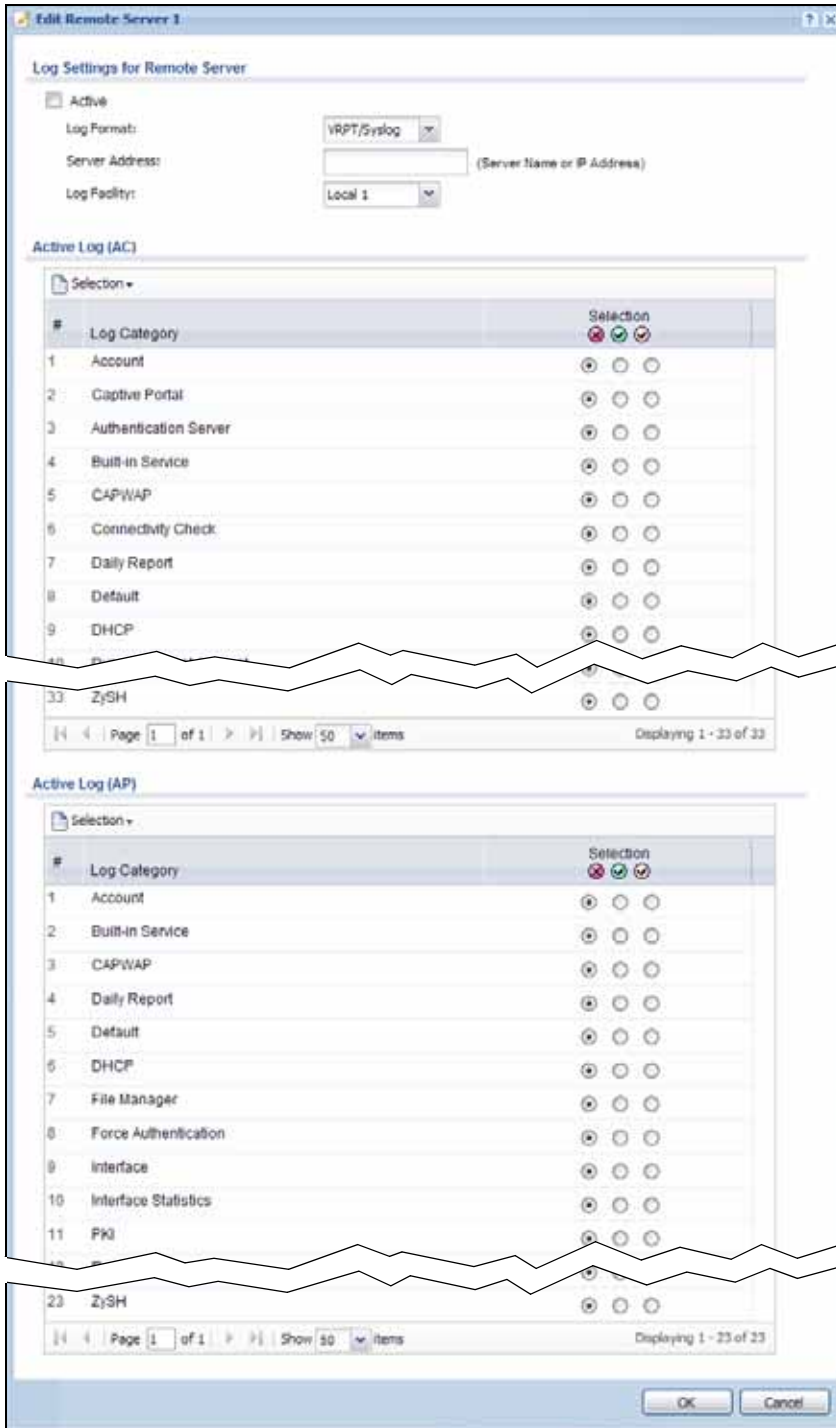 Edit Remote Server 1
Log Settings for Remote Server
Active
Log Format: VRPT/Syslog
Server Address: (Server Name or IP Address)
Log Facility: Local 1
Active Log (AC)
Selection
# Log Category Selection
1 Account
2 Captive Portal
3 Authentication Server
4 Built-in Service
5 CAPWAP
6 Connectivity Check
7 Daily Report
8 Default
9 DHCP
33 ZySH
Page 1 of 1 Show 50 items Displaying 1 - 33 of 33
Active Log (AP)
Selection
# Log Category Selection
1 Account
2 Built-in Service
3 CAPWAP
4 Daily Report
5 Default
6 DHCP
7 File Manager
8 Force Authentication
9 Interface
10 Interface Statistics
11 PKI
23 ZySH
Page 1 of 1 Show 50 items Displaying 1 - 23 of 23
OK Cancel